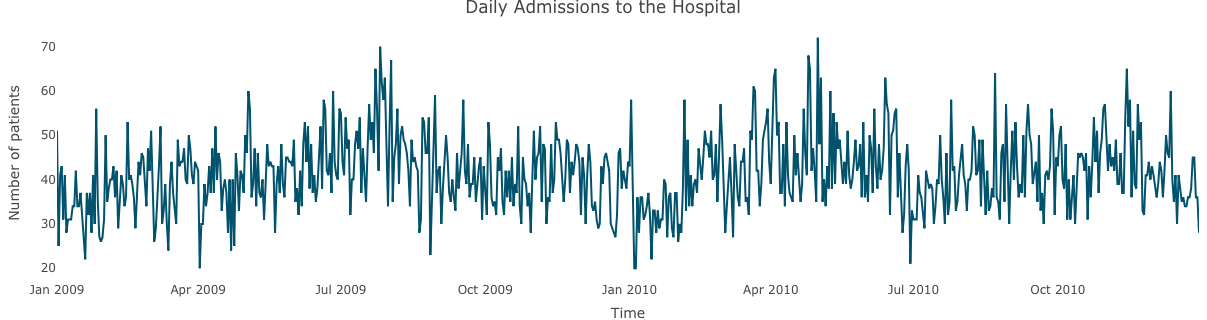 Daily Admissions to the Hospital
Number of patients
70
60
50
40
30
20
Jan 2009 Apr 2009 Jul 2009 Oct 2009 Jan 2010 Apr 2010 Jul 2010 Oct 2010
Time